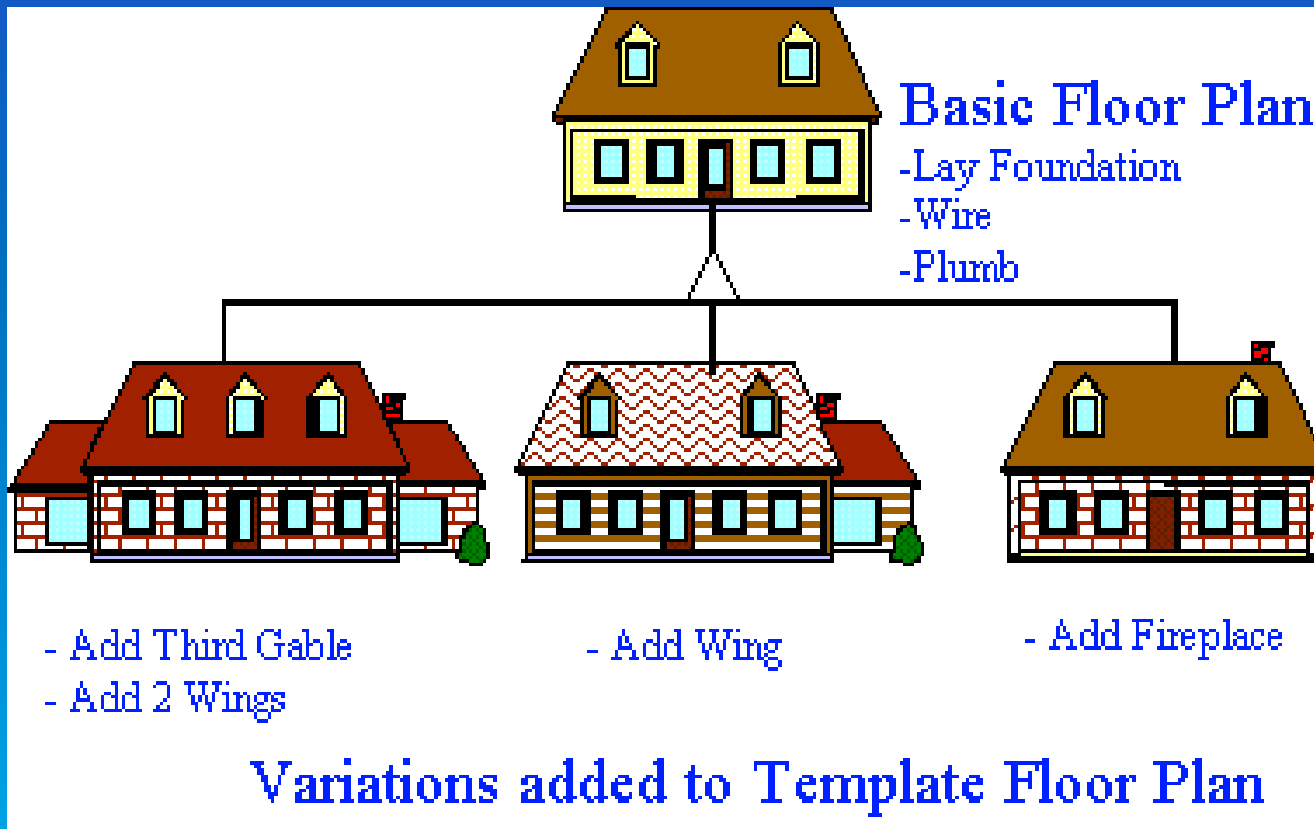 Basic Floor Plan
-Lay Foundation
-Wire
-Plumb
- Add Third Gable
- Add 2 Wings
- Add Wing
- Add Fireplace
Variations added to Template Floor Plan